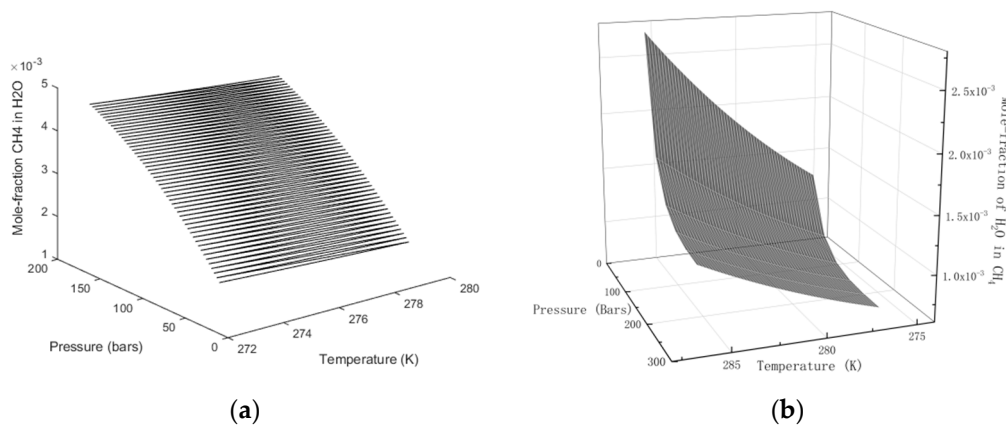 × 10⁻³
5
4
3
2
1
Mole-fraction CH4 in H2O
200
150
100
50
0
Pressure (bars)
272
274
276
278
280
Temperature (K)
(a)
2.5x10⁻³
2.0x10⁻³
1.5x10⁻³
1.0x10⁻³
Mole-fraction of H₂O in CH₄
0
100
200
300
Pressure (Bars)
285
280
275
Temperature (K)
(b)